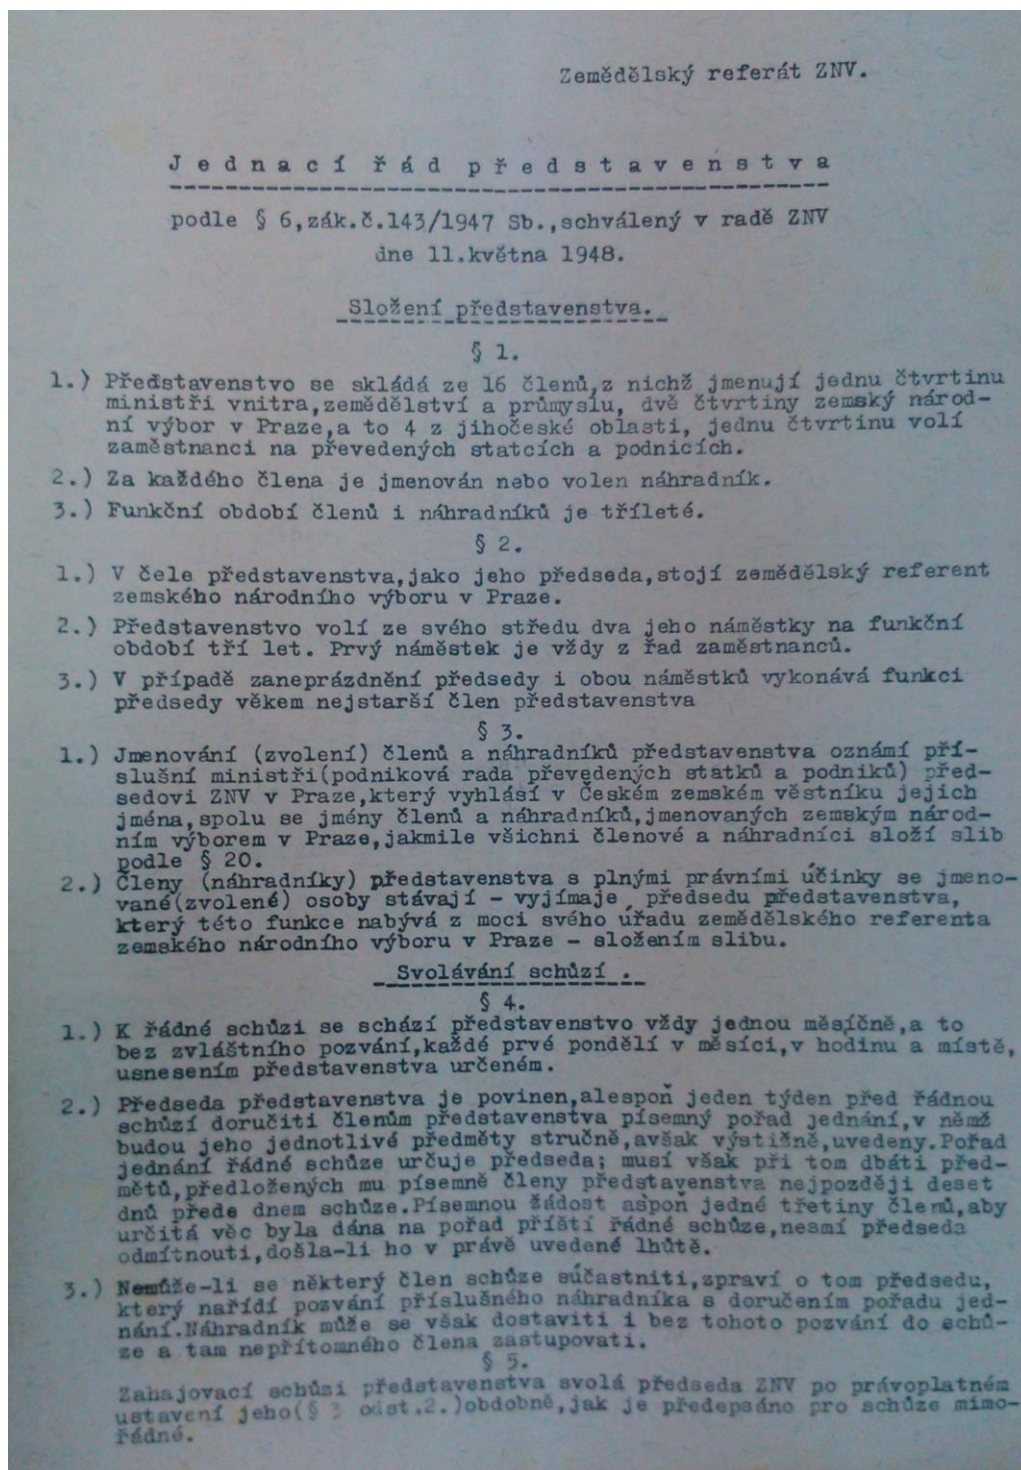 Zemědělský referát ZNV.
J e d n a c í   ř á d   p ř e d s t a v e n s t v a
podle § 6,zák.č.143/1947 Sb.,schválený v radě ZNV
dne 11.května 1948.
Složení představenstva.
§ 1.
1.) Představenstvo se skládá ze 16 členů,z nichž jmenují jednu čtvrtinu
ministři vnitra,zemědělství a průmyslu, dvě čtvrtiny zemský národ-
ní výbor v Praze,a to 4 z jihočeské oblasti, jednu čtvrtinu volí
zaměstnanci na převedených statcích a podnicích.
2.) Za každého člena je jmenován nebo volen náhradník.
3.) Funkční období členů i náhradníků je tříleté.
§ 2.
1.) V čele představenstva,jako jeho předseda,stojí zemědělský referent
zemského národního výboru v Praze.
2.) Představenstvo volí ze svého středu dva jeho náměstky na funkční
období tří let. Prvý náměstek je vždy z řad zaměstnanců.
3.) V případě zaneprázdnění předsedy i obou náměstků vykonává funkci
předsedy věkem nejstarší člen představenstva
§ 3.
1.) Jmenování (zvolení) členů a náhradníků představenstva oznámí pří-
slušní ministři(podniková rada převedených statků a podniků) před-
sedovi ZNV v Praze,který vyhlásí v Českém zemském věstníku jejich
jména,spolu se jmény členů a náhradníků,jmenovaných zemským národ-
ním výborem v Praze,jakmile všichni členové a náhradníci složí slib
podle § 20.
2.) Členy (náhradníky) představenstva s plnými právními účinky se jmeno-
vané(zvolené) osoby stávají - vyjímaje předsedu představenstva,
který této funkce nabývá z moci svého úřadu zemědělského referenta
zemského národního výboru v Praze - složením slibu.
Svolávání schůzí .
§ 4.
1.) K řádné schůzi se schází představenstvo vždy jednou měsíčně,a to
bez zvláštního pozvání,každé prvé pondělí v měsíci,v hodinu a místě,
usnesením představenstva určeném.
2.) Předseda představenstva je povinen,alespoň jeden týden před řádnou
schůzí doručiti členům představenstva písemný pořad jednání,v němž
budou jeho jednotlivé předměty stručně,avšak výstižně,uvedeny.Pořad
jednání řádné schůze určuje předseda; musí však při tom dbáti před-
mětů,předložených mu písemně členy představenstva nejpozději deset
dnů přede dnem schůze.Písemnou žádost aspoň jedné třetiny členů,aby
určitá věc byla dána na pořad příští řádné schůze,nesmí předseda
odmítnouti,došla-li ho v právě uvedené lhůtě.
3.) Nemůže-li se některý člen schůze súčastniti,zpraví o tom předsedu,
který nařídí pozvání příslušného náhradníka s doručením pořadu jed-
nání.Náhradník může se však dostaviti i bez tohoto pozvání do schů-
ze a tam nepřítomného člena zastupovati.
§ 5.
Zahajovací schůzi představenstva svolá předseda ZNV po právoplatném
ustavení jeho(§ 3 odst.2.)obdobně,jak je předepsáno pro schůze mimo-
řádné.